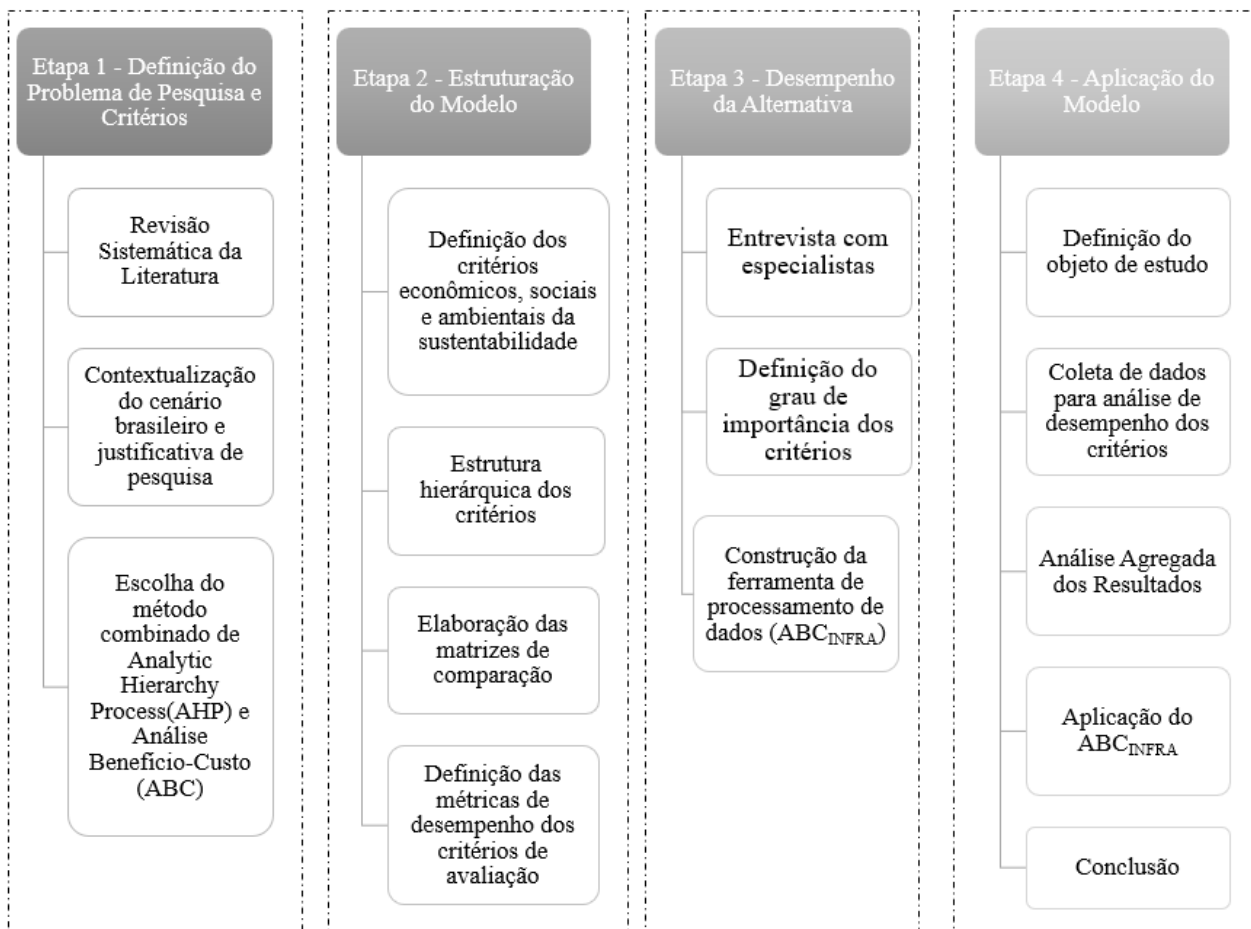 Etapa 1 - Definição do
Problema de Pesquisa e
Critérios
Revisão
Sistemática da
Literatura
Contextualização
do cenário
brasileiro e
justificativa de
pesquisa
Escolha do
método
combinado de
Analytic
Hierarchy
Process(AHP) e
Análise
Benefício-Custo
(ABC)
Etapa 2 - Estruturação
do Modelo
Definição dos
critérios
econômicos, sociais
e ambientais da
sustentabilidade
Estrutura
hierárquica dos
critérios
Elaboração das
matrizes de
comparação
Definição das
métricas de
desempenho dos
critérios de
avaliação
Etapa 3 - Desempenho
da Alternativa
Entrevista com
especialistas
Definição do
grau de
importância dos
critérios
Construção da
ferramenta de
processamento de
dados (ABCINFRA)
Etapa 4 - Aplicação do
Modelo
Definição do
objeto de estudo
Coleta de dados
para análise de
desempenho dos
critérios
Análise Agregada
dos Resultados
Aplicação do
ABCINFRA
Conclusão